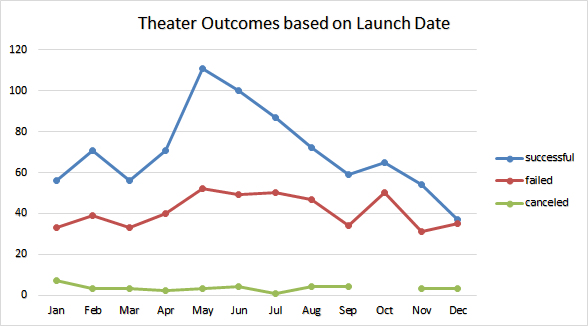 Theater Outcomes based on Launch Date
120
100
80
60
40
20
0
Jan Feb Mar Apr May Jun Jul Aug Sep Oct Nov Dec
successful
failed
canceled